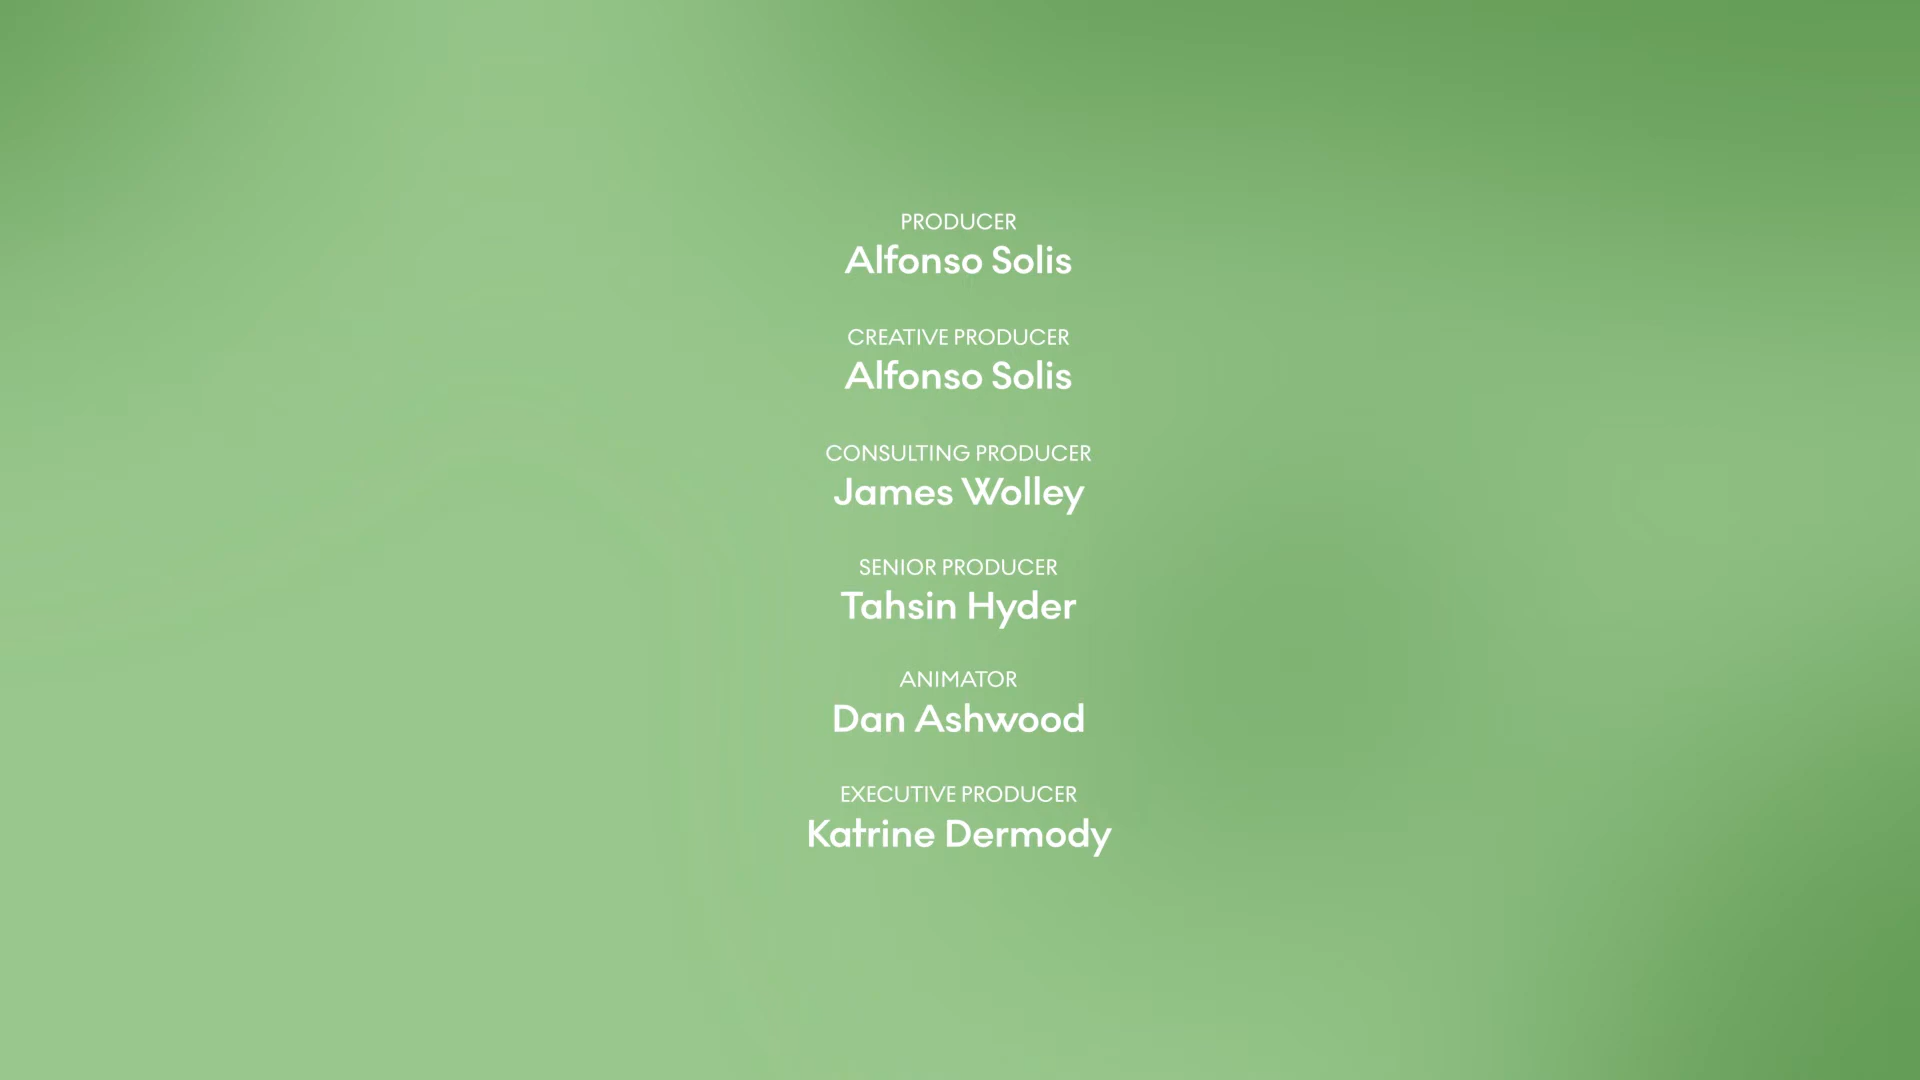 PRODUCER
Alfonso Solis
CREATIVE PRODUCER
Alfonso Solis
CONSULTING PRODUCER
James Wolley
SENIOR PRODUCER
Tahsin Hyder
ANIMATOR
Dan Ashwood
EXECUTIVE PRODUCER
Katrine Dermody